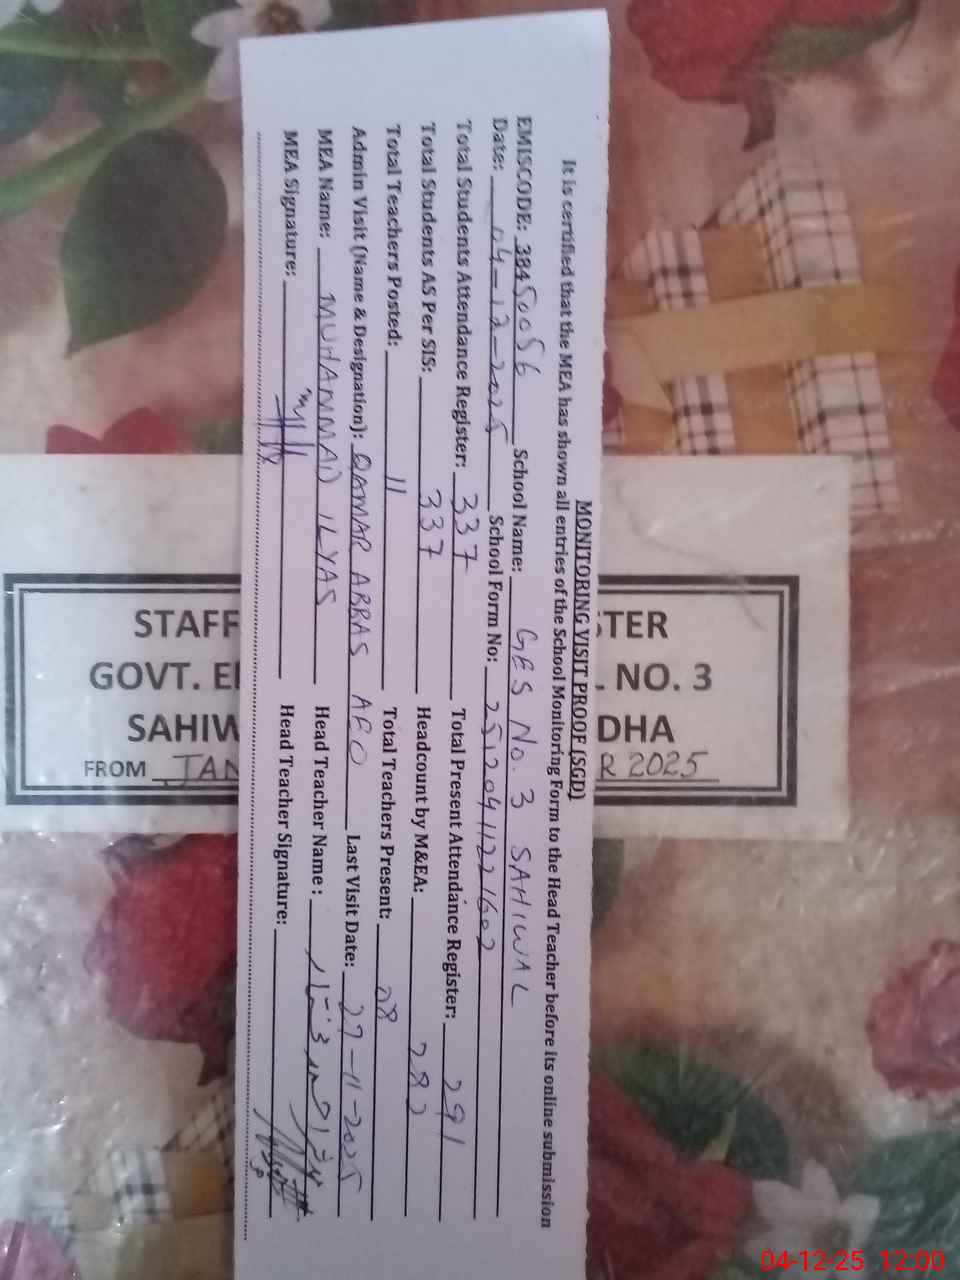 MONITORING VISIT PROOF (SGD)
It is certified that the MEA has shown all entries of the School Monitoring Form to the Head Teacher before its online submission
EMISCODE: 38450056 School Name: GES No. 3 SAHIWAL
Date: 04-12-2025 School Form No: 25120411221602
Total Students Attendance Register: 337 Total Present Attendance Register: 291
Total Students AS Per SIS: 337 Headcount by M&EA: 282
Total Teachers Posted: 11 Total Teachers Present: 08
Admin Visit (Name & Designation): QAMAR ABBAS AEO Last Visit Date: 27-11-2025
MEA Name: MUHAMMAD ILYAS Head Teacher Name:
MEA Signature: Head Teacher Signature:
STAFF TER
GOVT. EL . NO. 3
SAHIW DHA
FROM JAN R 2025
04-12-25 12:00